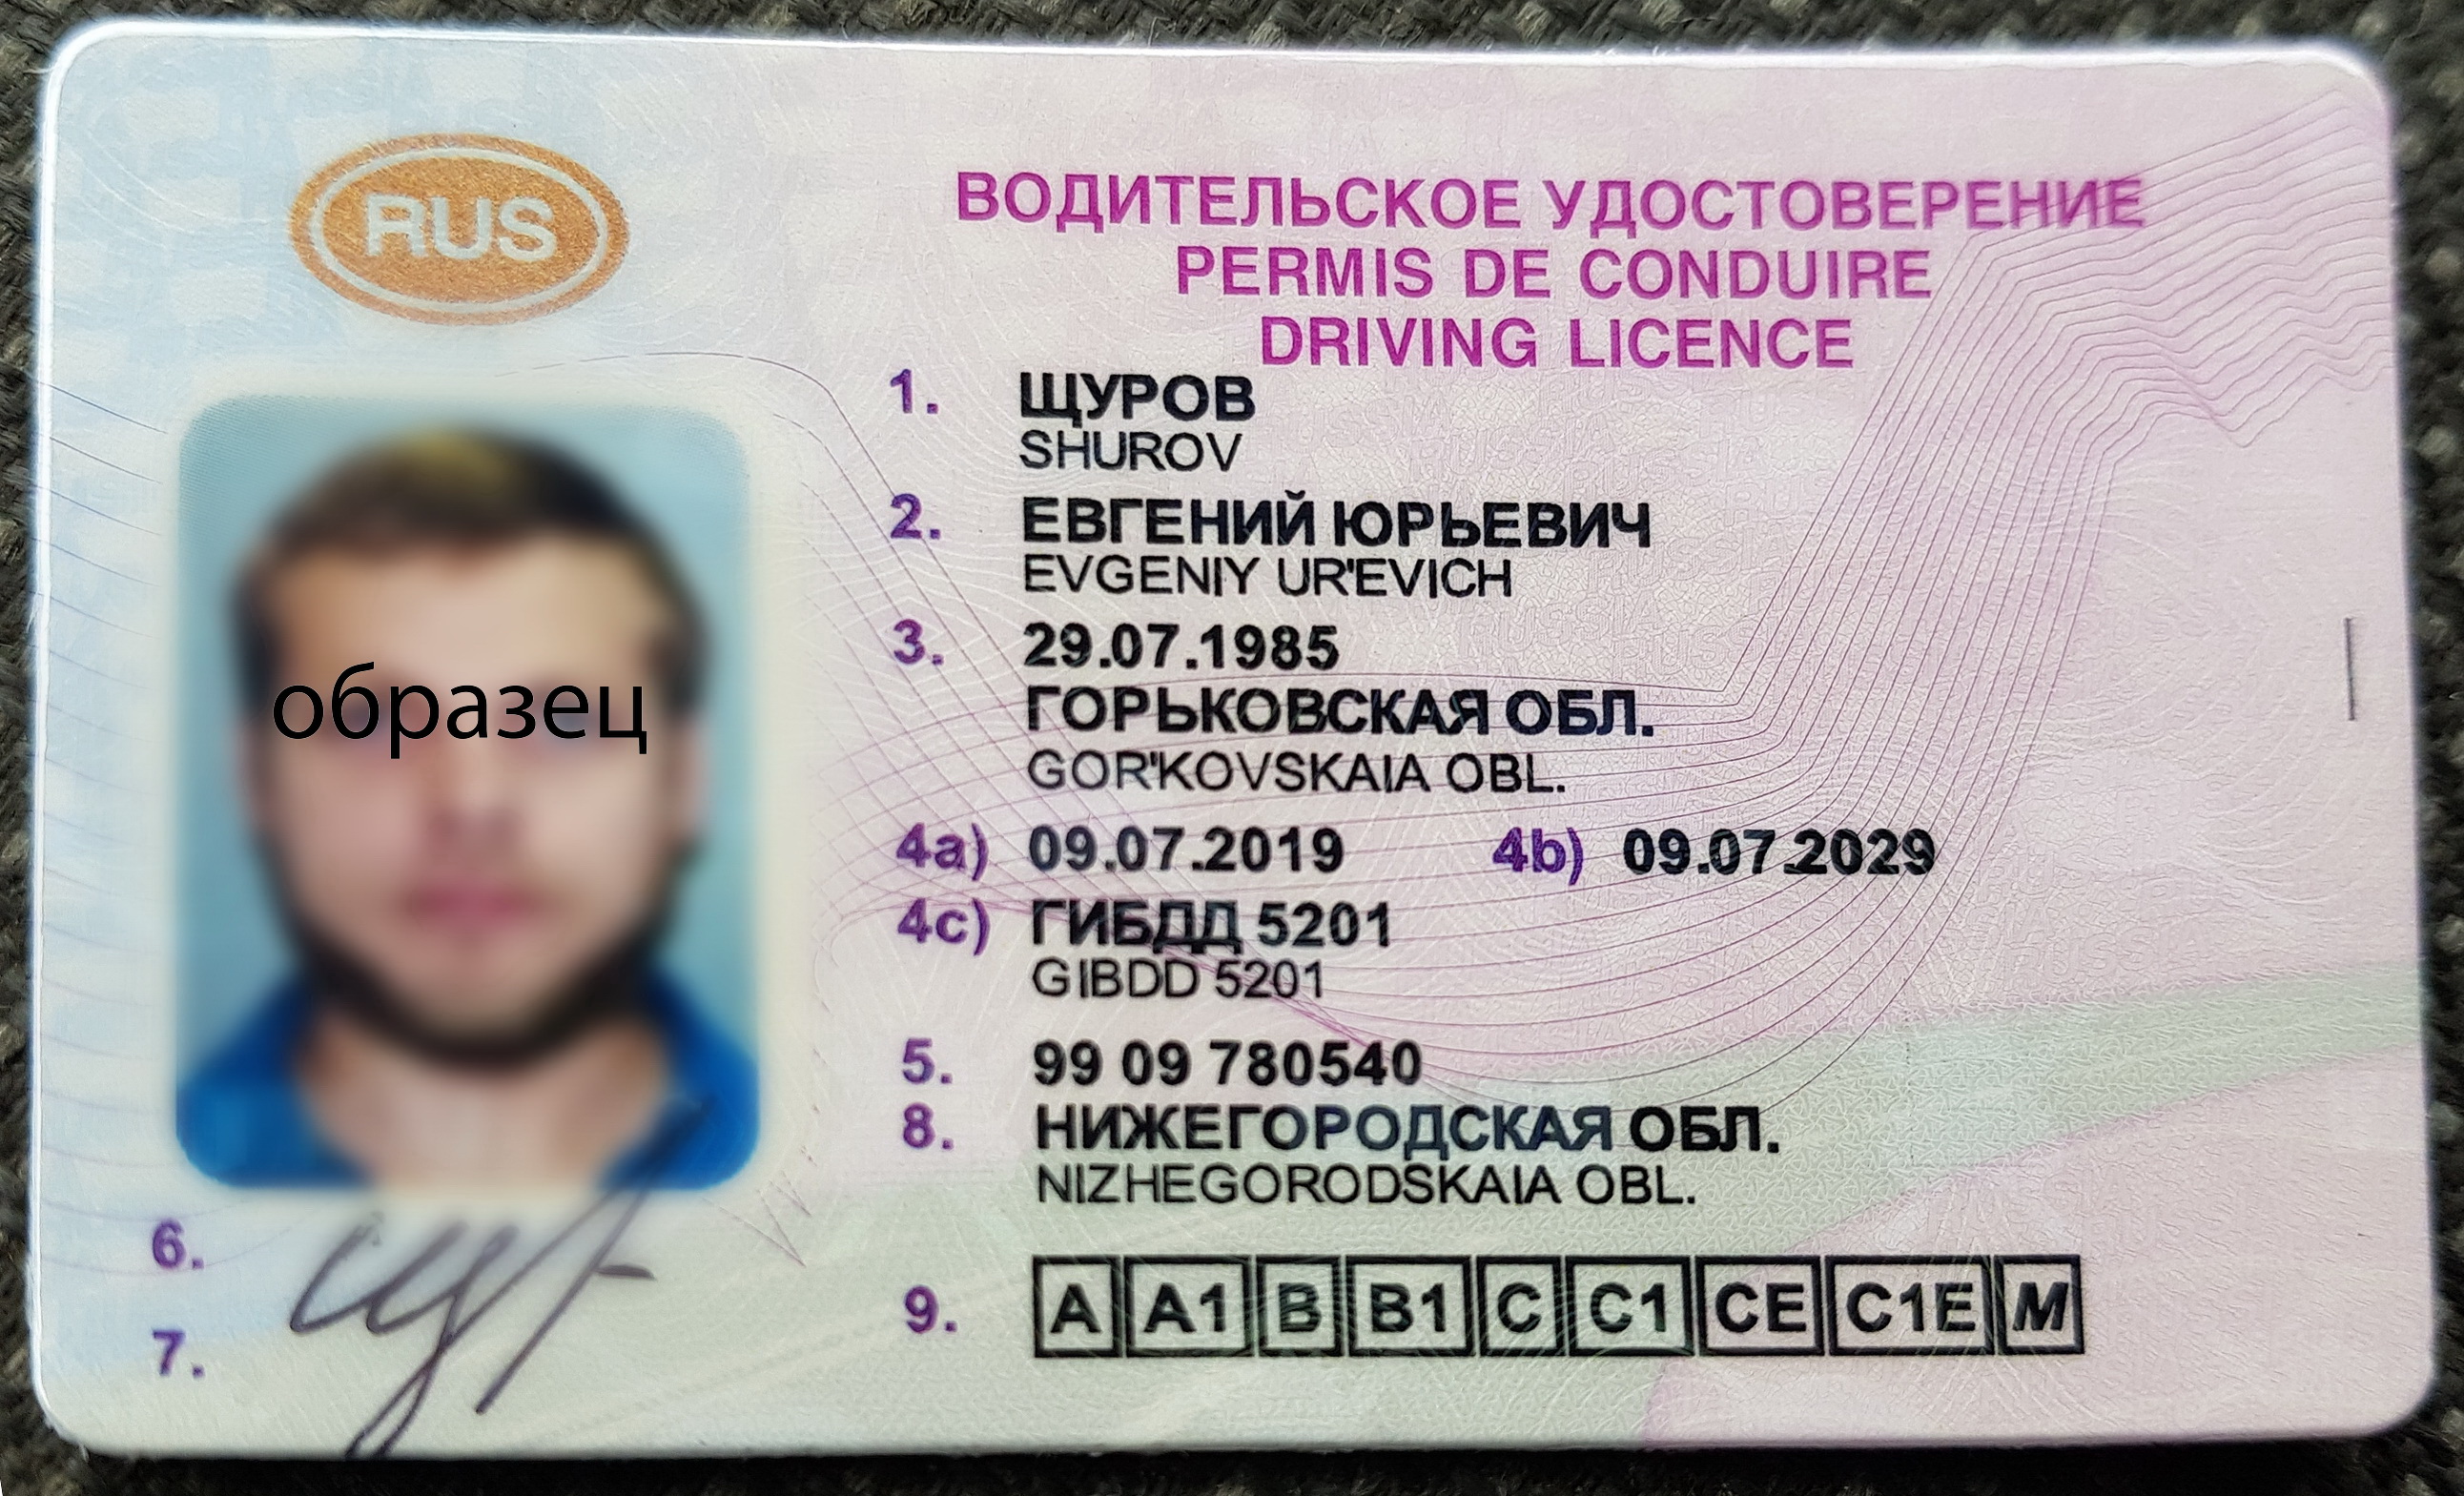 RUS
ВОДИТЕЛЬСКОЕ УДОСТОВЕРЕНИЕ
PERMIS DE CONDUIRE
DRIVING LICENCE
1. ЩУРОВ
SHUROV
2. ЕВГЕНИЙ ЮРЬЕВИЧ
EVGENIY UR'EVICH
3. 29.07.1985
ГОРЬКОВСКАЯ ОБЛ.
GOR'KOVSKAIA OBL.
4a) 09.07.2019 4b) 09.07.2029
4c) ГИБДД 5201
GIBDD 5201
5. 99 09 780540
8. НИЖЕГОРОДСКАЯ ОБЛ.
NIZHEGORODSKAIA OBL.
9. A A1 B B1 C C1 CE C1E M
образец
6.
7.